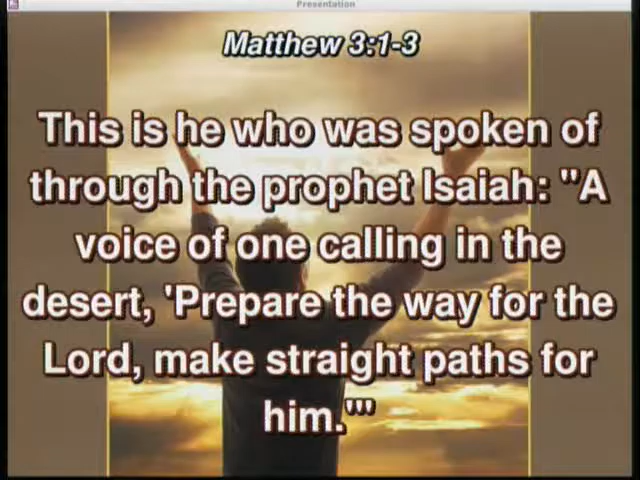 Presentation
Matthew 3:1-3
This is he who was spoken of
through the prophet Isaiah: "A
voice of one calling in the
desert, 'Prepare the way for the
Lord, make straight paths for
him.'"